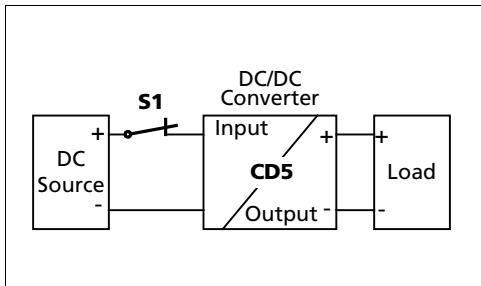 S1
DC/DC
Converter
+
DC
Source
-
Input
+
CD5
Output
-
+
Load
-